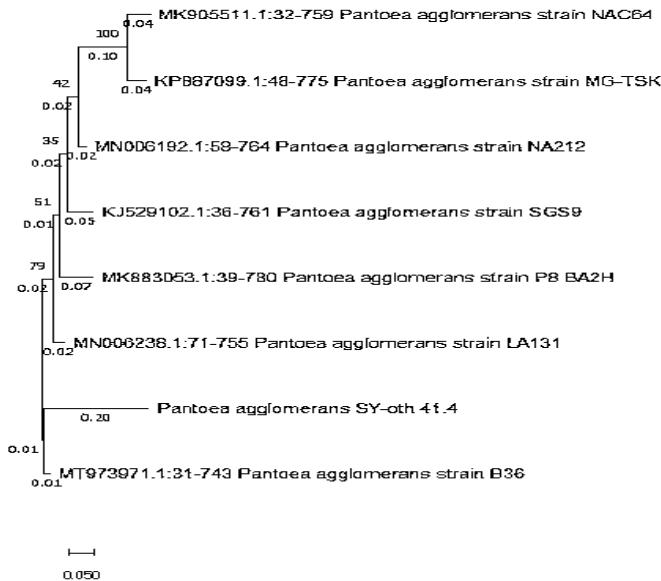 0.04 MK905511.1:32-759 Pantoea agglomerans strain NAC64
100
0.10
0.04 KP887099.1:48-775 Pantoea agglomerans strain MG-TSK
42
0.02
0.02 MN006192.1:58-764 Pantoea agglomerans strain NA212
35
0.02
0.05 KJ529102.1:36-761 Pantoea agglomerans strain SGS9
51
0.01
0.07 MK883053.1:39-780 Pantoea agglomerans strain P8 BA2H
79
0.02
0.02 MN006238.1:71-755 Pantoea agglomerans strain LA131
Pantoea agglomerans SY-oth 4f.4
0.20
0.01
0.01 MT973971.1:31-743 Pantoea agglomerans strain B36
0.050